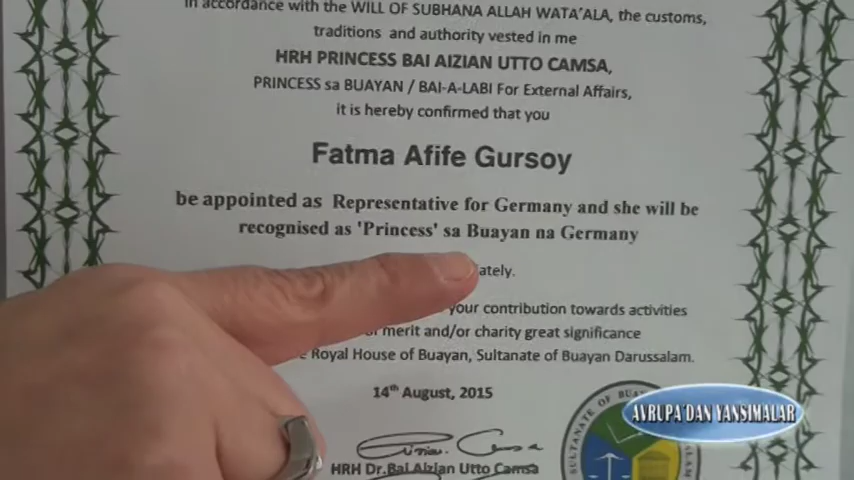 In accordance with the WILL OF SUBHANA ALLAH WATA'ALA, the customs,
traditions and authority vested in me
HRH PRINCESS BAI AIZIAN UTTO CAMSA,
PRINCESS sa BUAYAN / BAI-A-LABI For External Affairs,
it is hereby confirmed that you
Fatma Afife Gursoy
be appointed as Representative for Germany and she will be
recognised as 'Princess' sa Buayan na Germany
ately.
your contribution towards activities
of merit and/or charity great significance
Royal House of Buayan, Sultanate of Buayan Darussalam.
14th August, 2015
AVRUPA'DAN YANSIMALAR
HRH Dr.Bai Aizian Utto Camsa